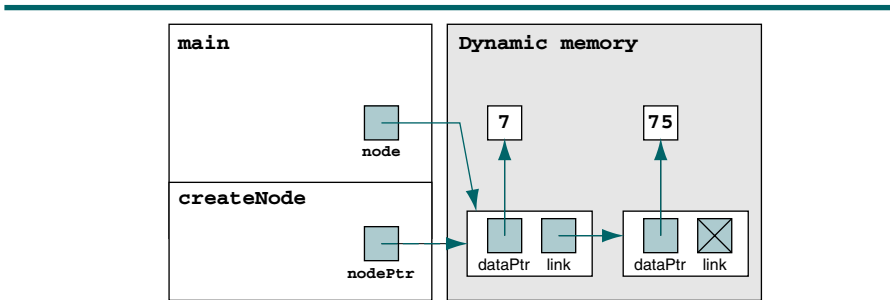 main
Dynamic memory
7
75
node
createNode
dataPtr link
dataPtr link
nodePtr